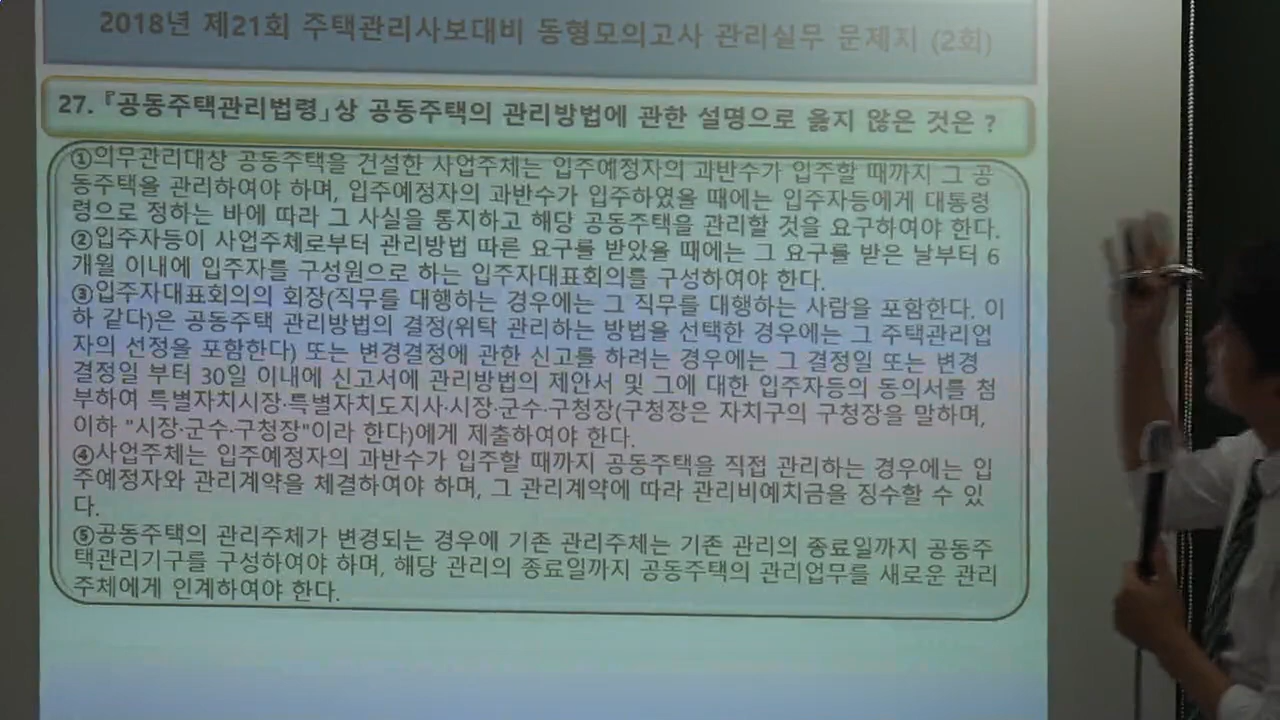 2018년 제21회 주택관리사보대비 동형모의고사 관리실무 문제지 (2회)
27. 『공동주택관리법령」상 공동주택의 관리방법에 관한 설명으로 옳지 않은 것은 ?
①의무관리대상 공동주택을 건설한 사업주체는 입주예정자의 과반수가 입주할 때까지 그 공
동주택을 관리하여야 하며, 입주예정자의 과반수가 입주하였을 때에는 입주자등에게 대통령
령으로 정하는 바에 따라 그 사실을 통지하고 해당 공동주택을 관리할 것을 요구하여야 한다.
②입주자등이 사업주체로부터 관리방법 따른 요구를 받았을 때에는 그 요구를 받은 날부터 6
개월 이내에 입주자를 구성원으로 하는 입주자대표회의를 구성하여야 한다.
③입주자대표회의의 회장(직무를 대행하는 경우에는 그 직무를 대행하는 사람을 포함한다. 이
하 같다)은 공동주택 관리방법의 결정(위탁 관리하는 방법을 선택한 경우에는 그 주택관리업
자의 선정을 포함한다) 또는 변경결정에 관한 신고를 하려는 경우에는 그 결정일 또는 변경
결정일 부터 30일 이내에 신고서에 관리방법의 제안서 및 그에 대한 입주자등의 동의서를 첨
부하여 특별자치시장·특별자치도지사·시장·군수·구청장(구청장은 자치구의 구청장을 말하며,
이하 "시장·군수·구청장"이라 한다)에게 제출하여야 한다.
④사업주체는 입주예정자의 과반수가 입주할 때까지 공동주택을 직접 관리하는 경우에는 입
주예정자와 관리계약을 체결하여야 하며, 그 관리계약에 따라 관리비예치금을 징수할 수 있
다.
⑤공동주택의 관리주체가 변경되는 경우에 기존 관리주체는 기존 관리의 종료일까지 공동주
택관리기구를 구성하여야 하며, 해당 관리의 종료일까지 공동주택의 관리업무를 새로운 관리
주체에게 인계하여야 한다.